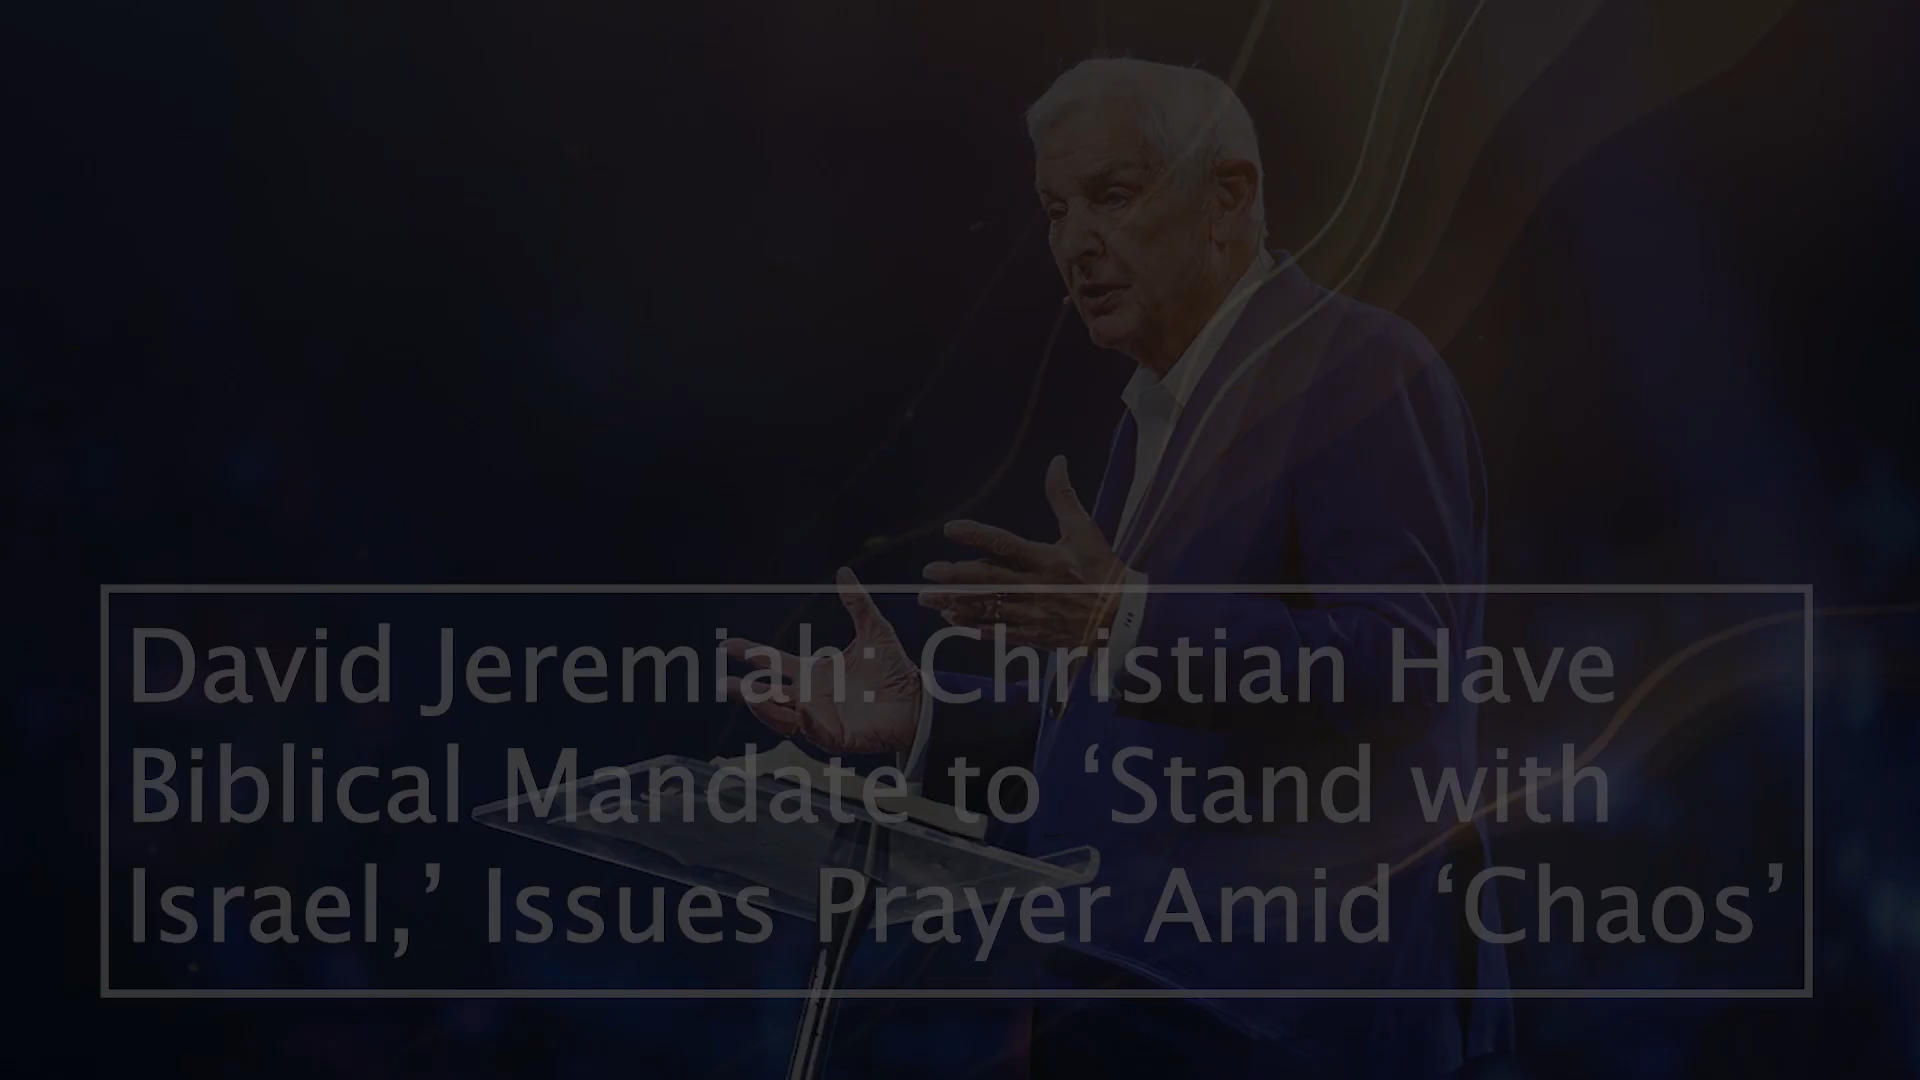 David Jeremiah: Christian Have
Biblical Mandate to ‘Stand with
Israel,’ Issues Prayer Amid ‘Chaos’